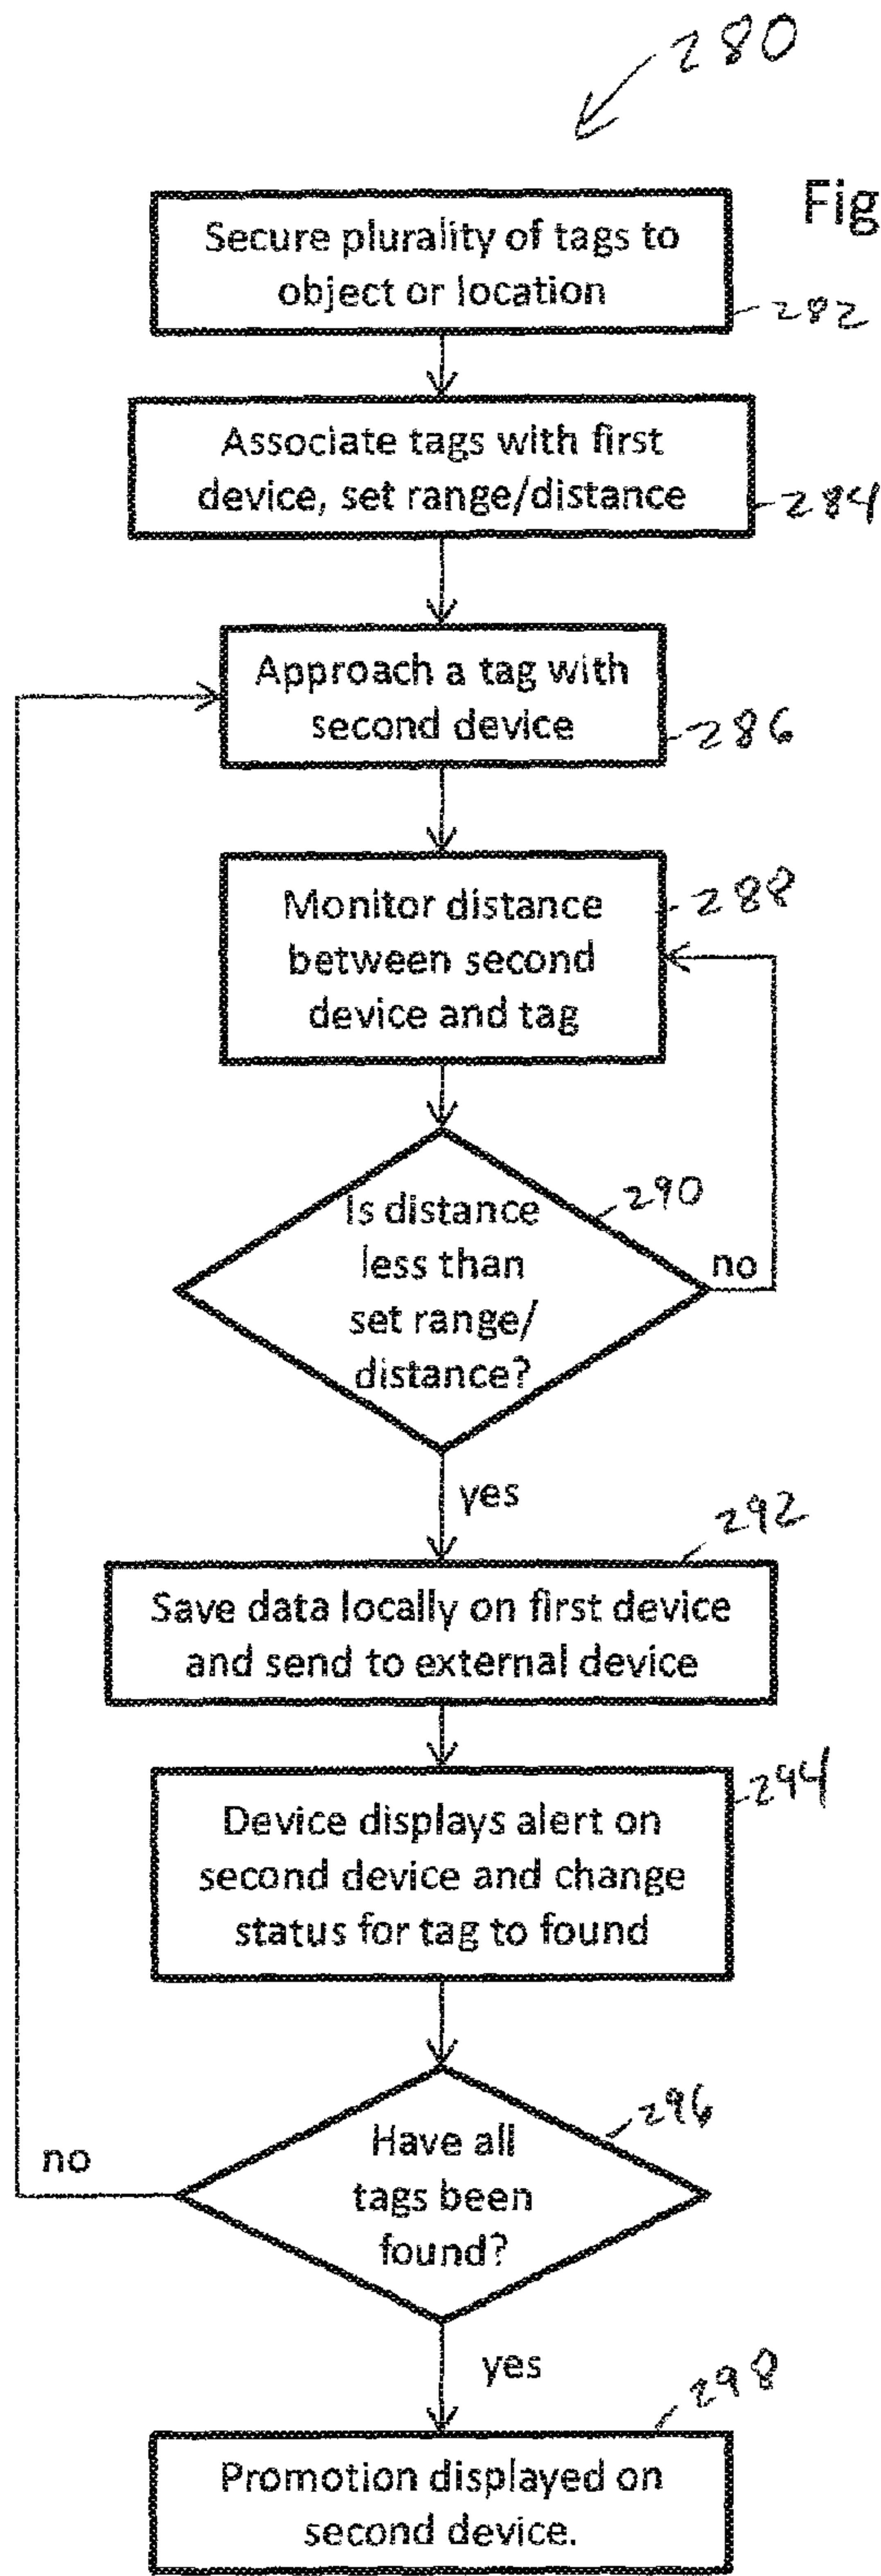 280
Fig
Secure plurality of tags to
object or location
282
Associate tags with first
device, set range/distance
284
Approach a tag with
second device
286
Monitor distance
between second
device and tag
288
Is distance
less than
set range/
distance?
290
no
yes
292
Save data locally on first device
and send to external device
294
Device displays alert on
second device and change
status for tag to found
296
Have all
tags been
found?
no
yes
298
Promotion displayed on
second device.